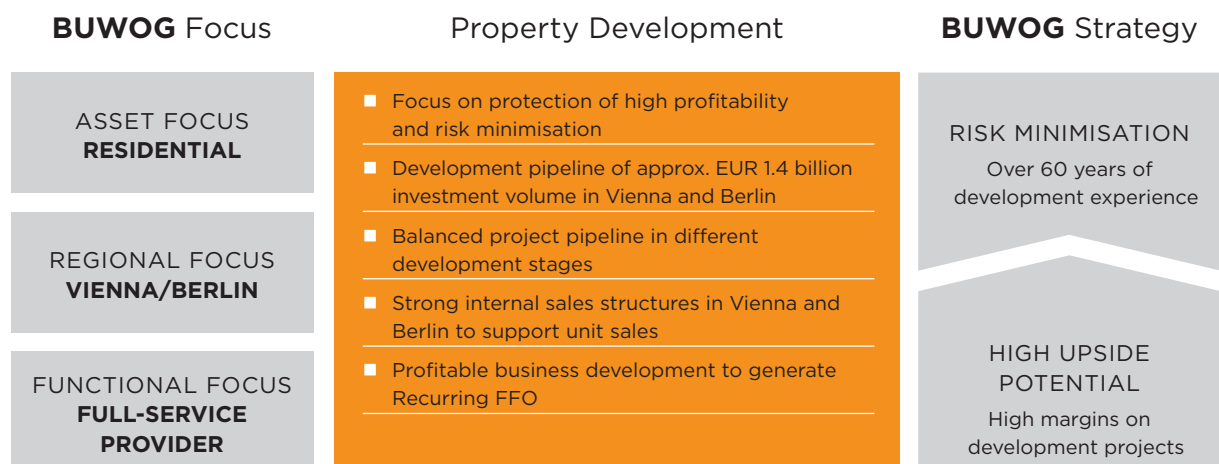 BUWOG Focus
ASSET FOCUS
RESIDENTIAL
REGIONAL FOCUS
VIENNA/BERLIN
FUNCTIONAL FOCUS
FULL-SERVICE
PROVIDER
Property Development
Focus on protection of high profitability
and risk minimisation
Development pipeline of approx. EUR 1.4 billion
investment volume in Vienna and Berlin
Balanced project pipeline in different
development stages
Strong internal sales structures in Vienna and
Berlin to support unit sales
Profitable business development to generate
Recurring FFO
BUWOG Strategy
RISK MINIMISATION
Over 60 years of
development experience
HIGH UPSIDE
POTENTIAL
High margins on
development projects